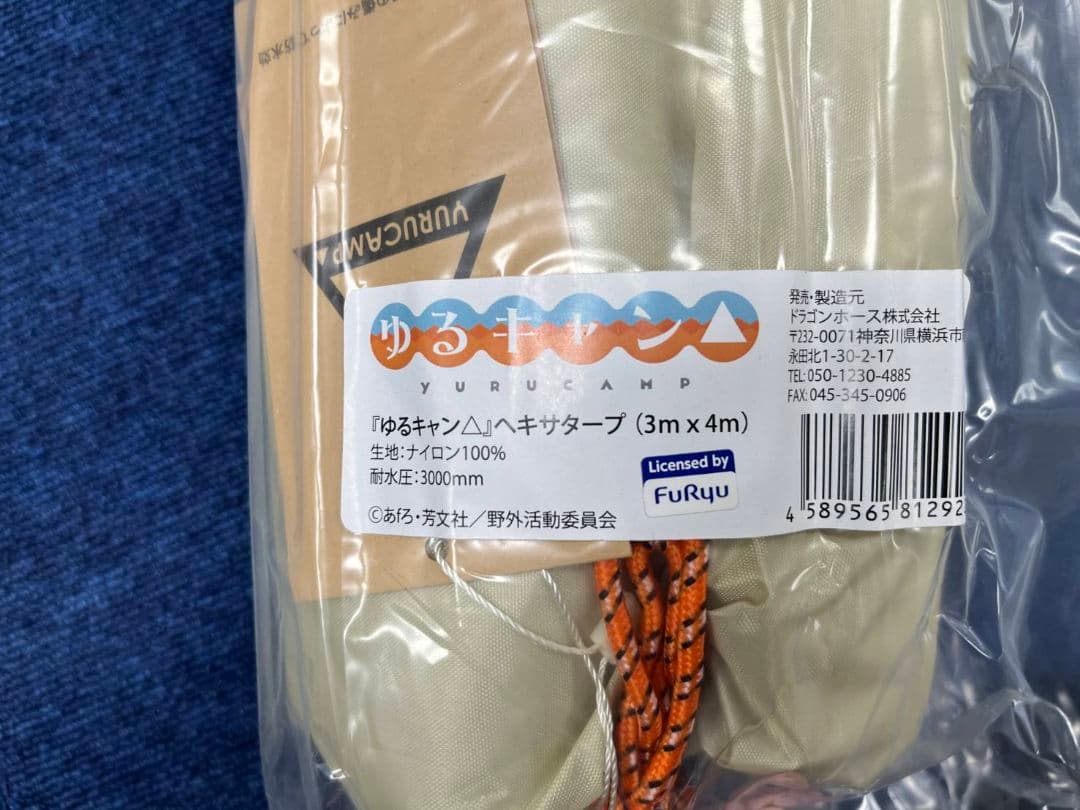 YURUCAMP▲
ゆるキャン△
YURUCAMP
『ゆるキャン△』ヘキサタープ（3m x 4m）
生地：ナイロン100%
耐水圧：3000mm
©あfろ・芳文社／野外活動委員会
Licensed by
FuRyu
発売・製造元
ドラゴンホース株式会社
〒232-0071神奈川県横浜市
永田北1-30-2-17
TEL:050-1230-4885
FAX:045-345-0906
4 589565 81292